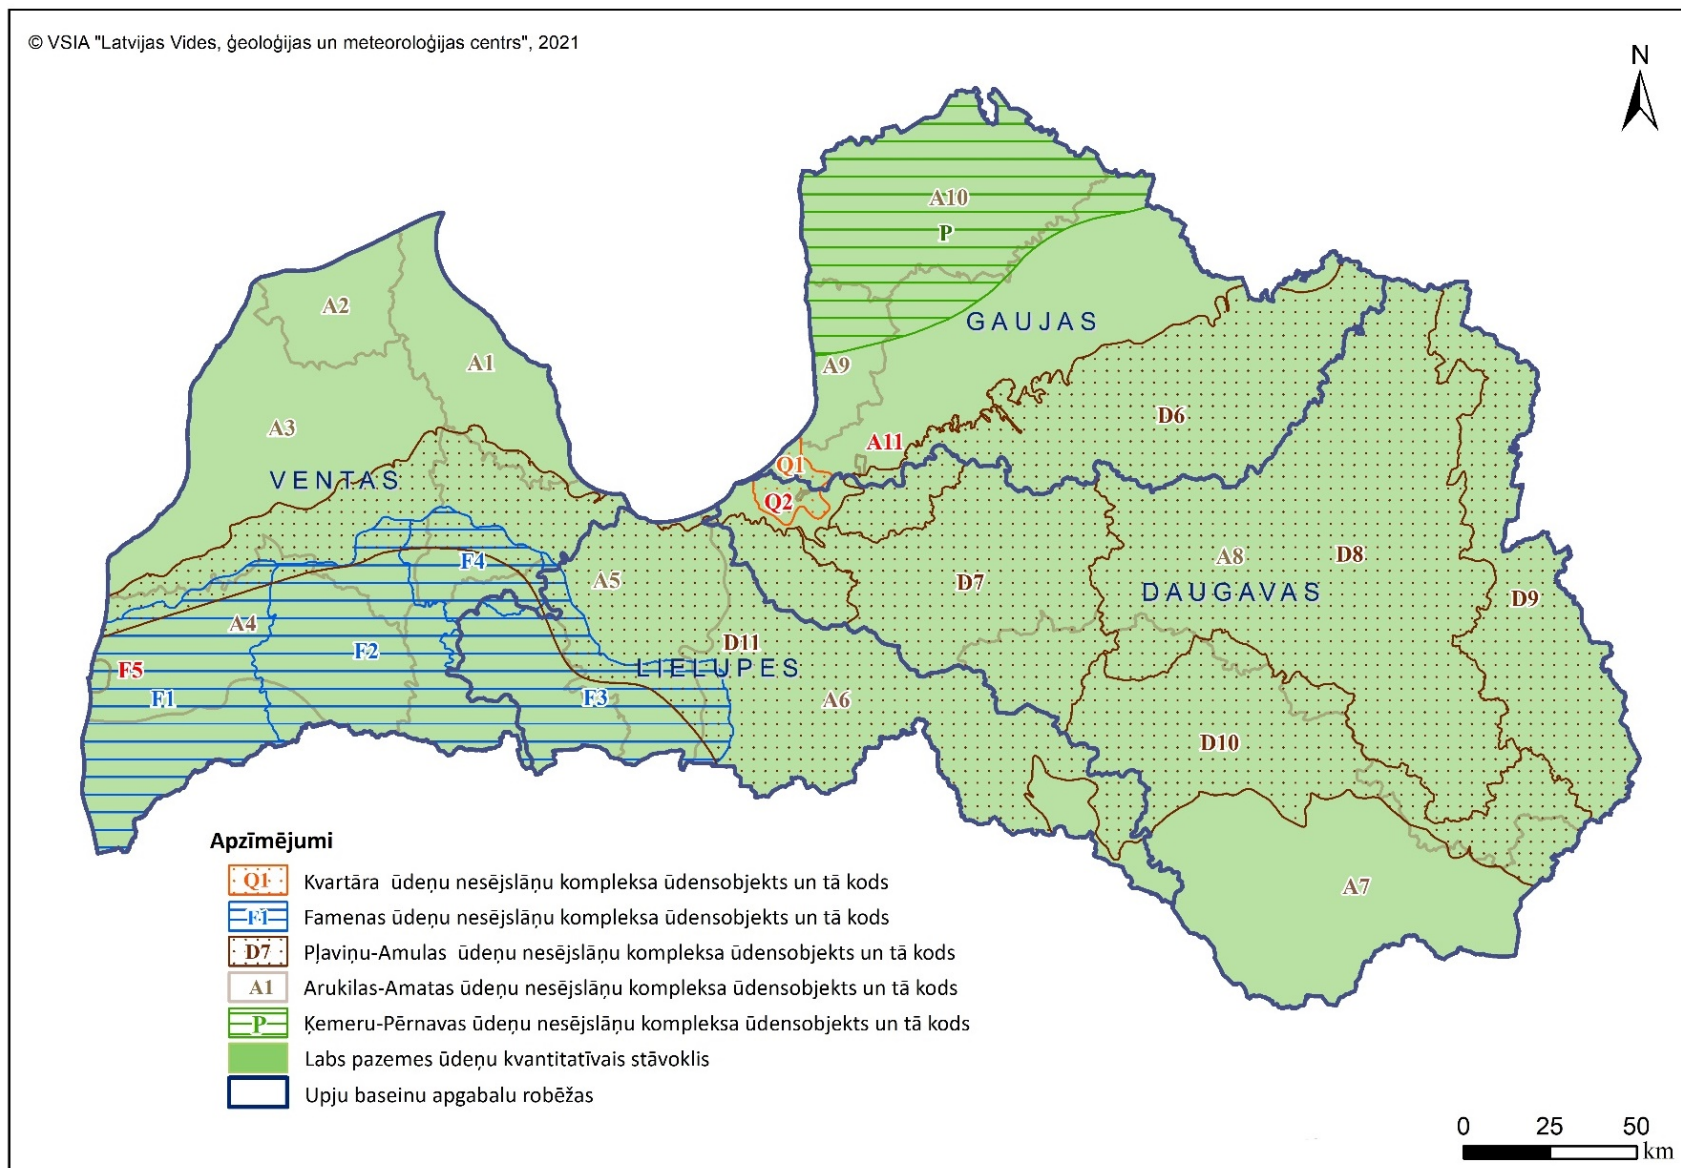 © VSIA "Latvijas Vides, ģeoloģijas un meteoroloģijas centrs", 2021
N
A10
P
A2
GAUJAS
A1
A9
A3
D6
A11
Q1
VENTAS
Q2
F4
A5
D7
A8
D8
DAUGAVAS
D9
A4
F2
D11
F5
LIELUPES
F1
F3
A6
D10
A7
Apzīmējumi
Q1 Kvartāra ūdeņu nesējslāņu kompleksa ūdensobjekts un tā kods
F1 Famenas ūdeņu nesējslāņu kompleksa ūdensobjekts un tā kods
D7 Pļaviņu-Amulas ūdeņu nesējslāņu kompleksa ūdensobjekts un tā kods
A1 Arukilas-Amatas ūdeņu nesējslāņu kompleksa ūdensobjekts un tā kods
P Ķemeru-Pērnavas ūdeņu nesējslāņu kompleksa ūdensobjekts un tā kods
Labs pazemes ūdeņu kvantitatīvais stāvoklis
Upju baseinu apgabalu robēžas
0 25 50
km